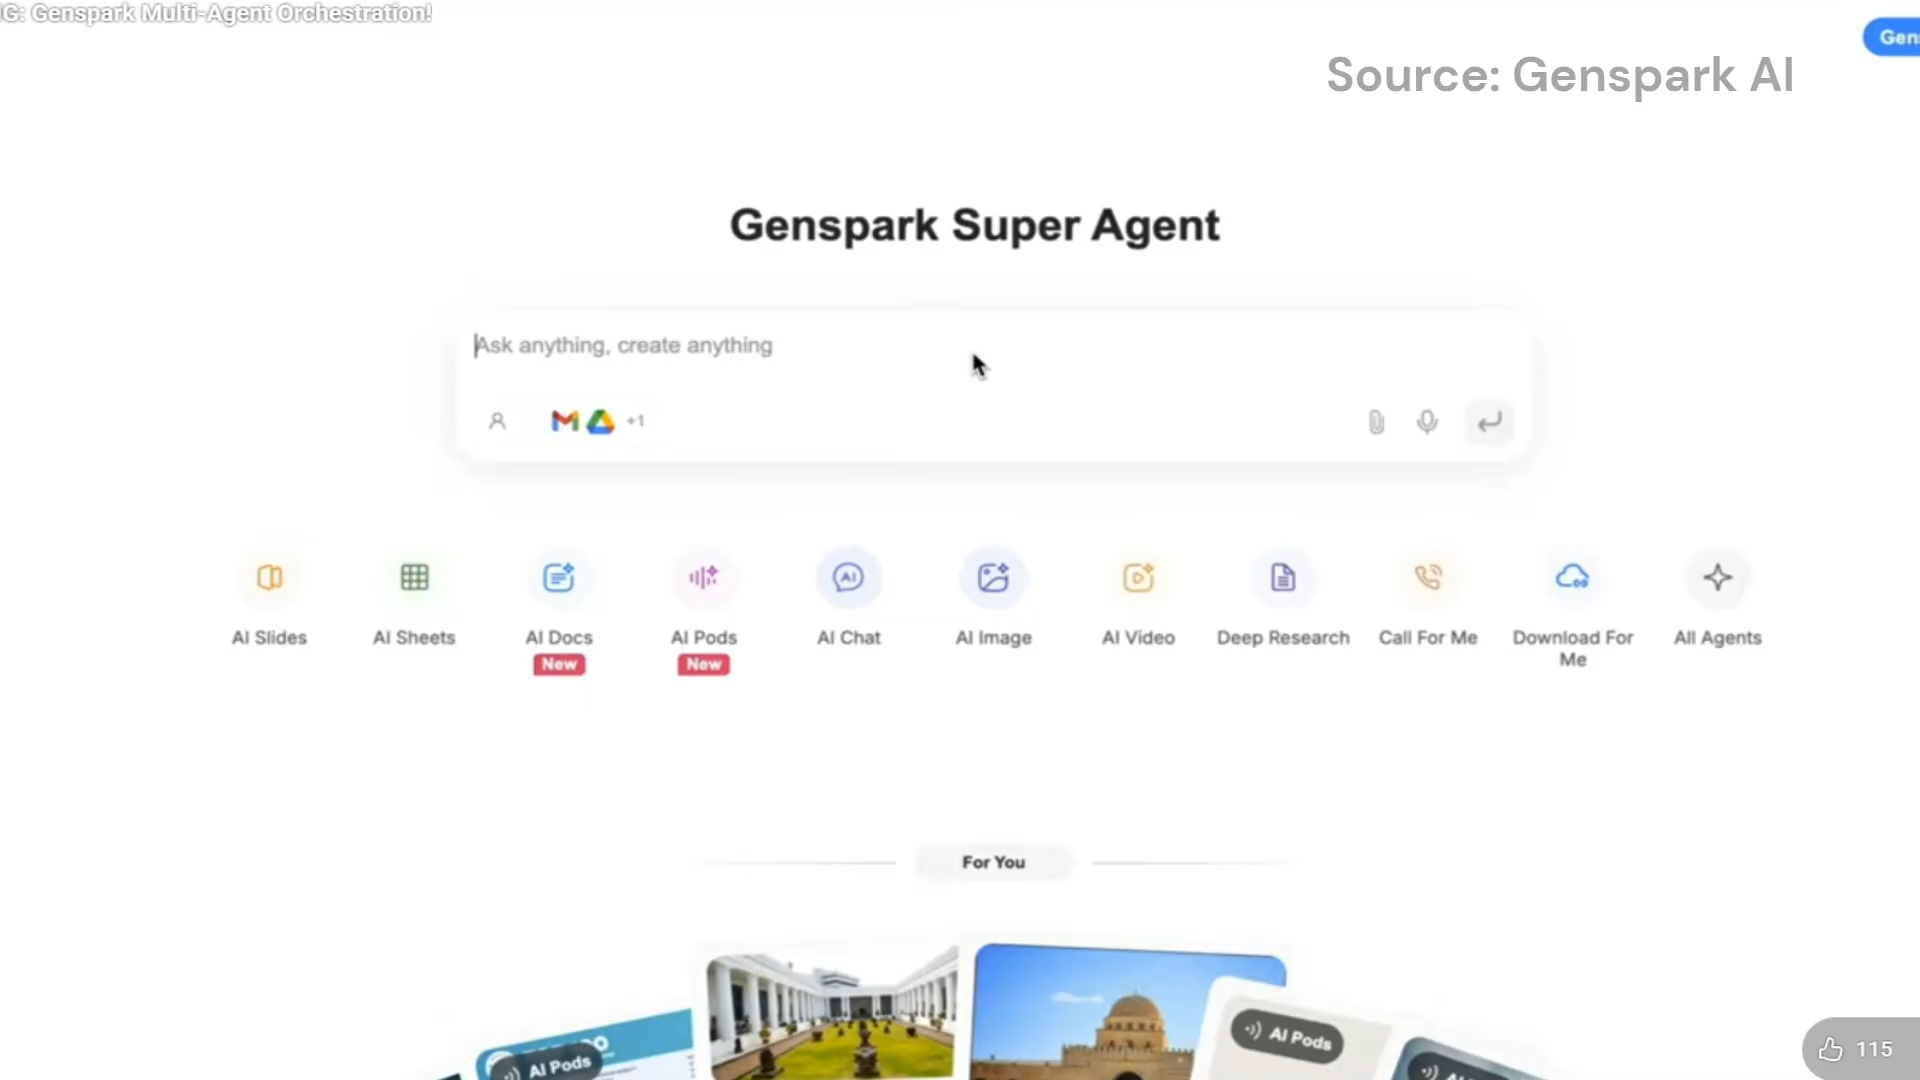 G: Genspark Multi-Agent Orchestration!
Gens
Source: Genspark AI
Genspark Super Agent
Ask anything, create anything
+1
AI Slides
AI Sheets
AI Docs
New
AI Pods
New
AI Chat
AI Image
AI Video
Deep Research
Call For Me
Download For
Me
All Agents
For You
AI Pods
AI Pods
115